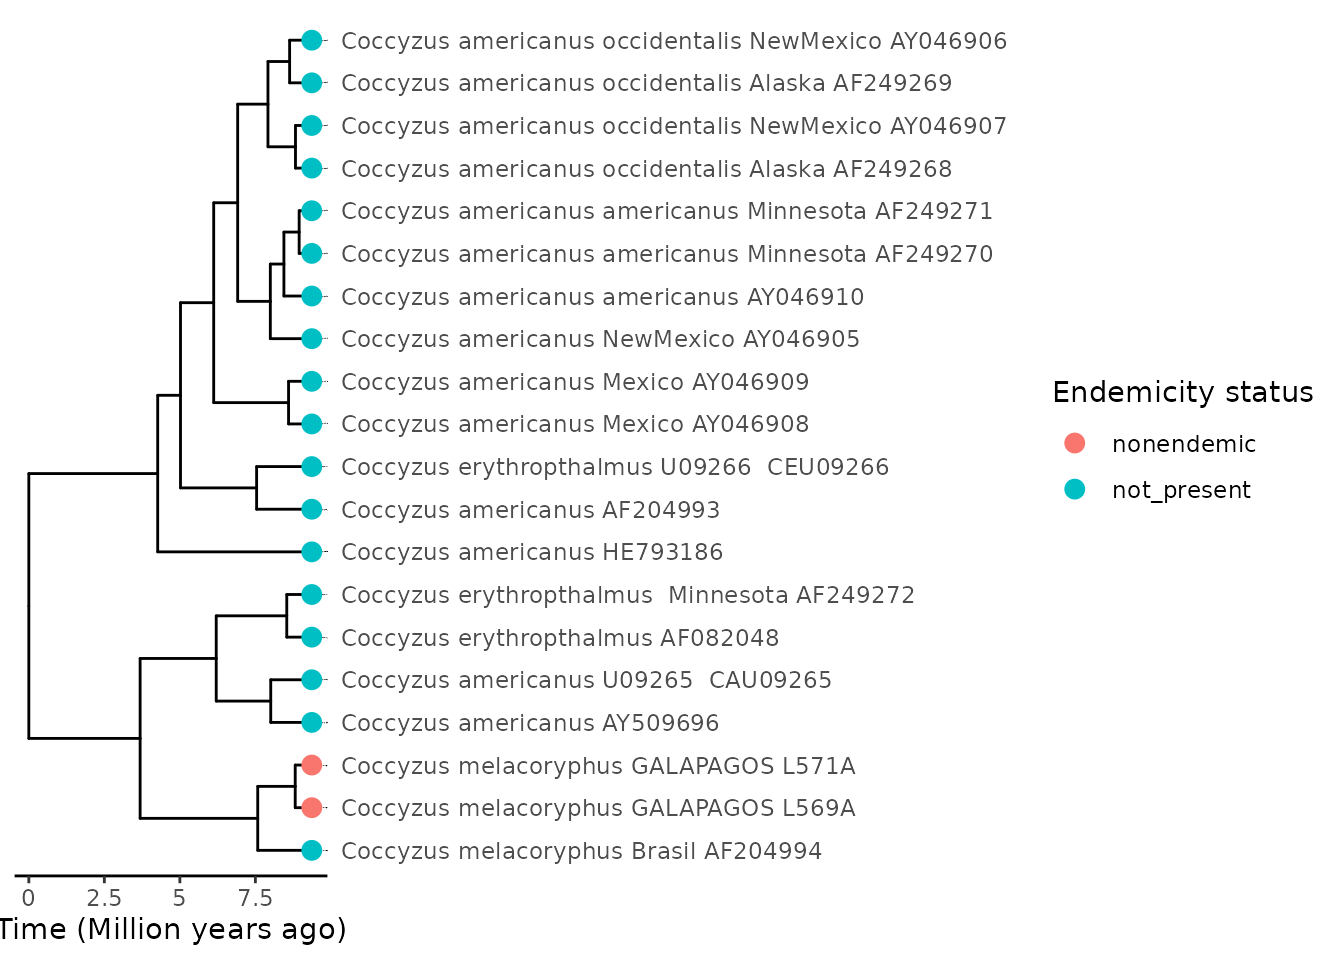 Coccyzus americanus occidentalis NewMexico AY046906
Coccyzus americanus occidentalis Alaska AF249269
Coccyzus americanus occidentalis NewMexico AY046907
Coccyzus americanus occidentalis Alaska AF249268
Coccyzus americanus americanus Minnesota AF249271
Coccyzus americanus americanus Minnesota AF249270
Coccyzus americanus americanus AY046910
Coccyzus americanus NewMexico AY046905
Coccyzus americanus Mexico AY046909
Coccyzus americanus Mexico AY046908
Coccyzus erythropthalmus U09266  CEU09266
Coccyzus americanus AF204993
Coccyzus americanus HE793186
Coccyzus erythropthalmus  Minnesota AF249272
Coccyzus erythropthalmus AF082048
Coccyzus americanus U09265  CAU09265
Coccyzus americanus AY509696
Coccyzus melacoryphus GALAPAGOS L571A
Coccyzus melacoryphus GALAPAGOS L569A
Coccyzus melacoryphus Brasil AF204994
0 2.5 5 7.5
Time (Million years ago)
Endemicity status
nonendemic
not_present